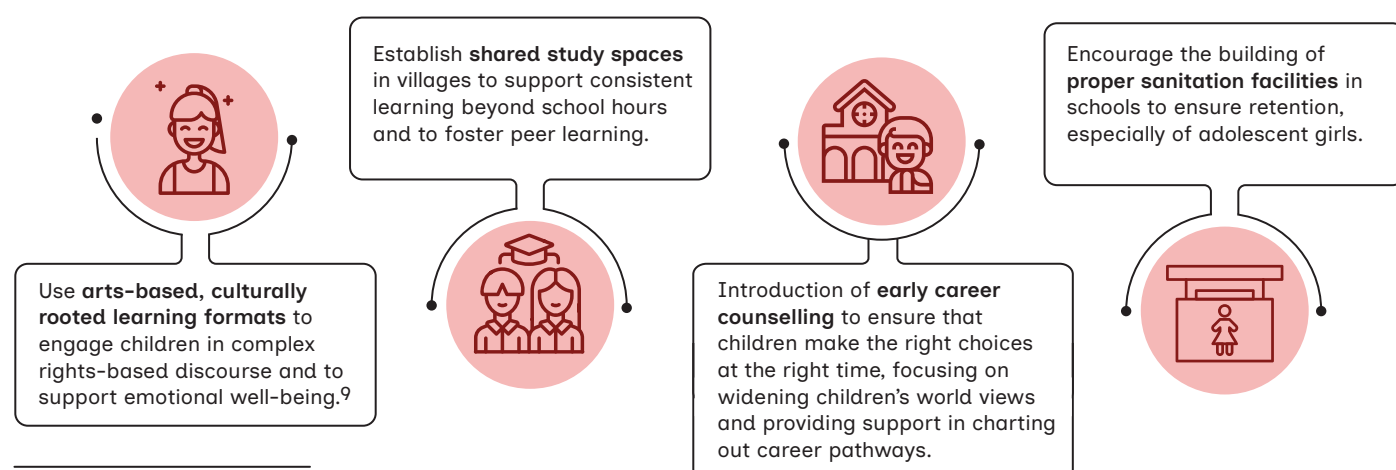 Use arts-based, culturally
rooted learning formats to
engage children in complex
rights-based discourse and to
support emotional well-being.9
Establish shared study spaces
in villages to support consistent
learning beyond school hours
and to foster peer learning.
Introduction of early career
counselling to ensure that
children make the right choices
at the right time, focusing on
widening children's world views
and providing support in charting
out career pathways.
Encourage the building of
proper sanitation facilities in
schools to ensure retention,
especially of adolescent girls.